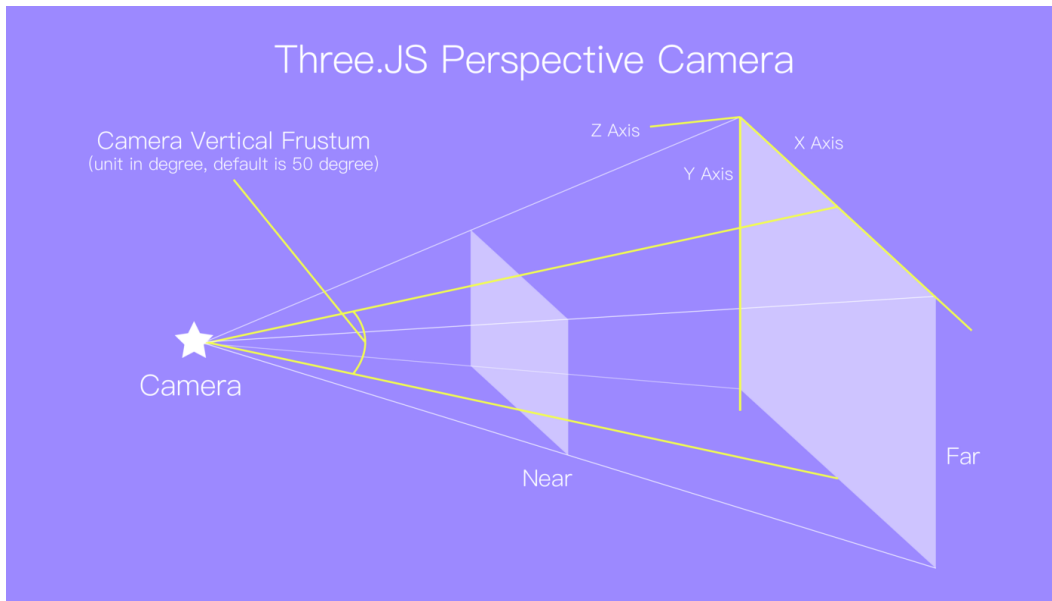 Three.JS Perspective Camera
Camera Vertical Frustum
(unit in degree, default is 50 degree)
Z Axis
X Axis
Y Axis
Camera
Near
Far